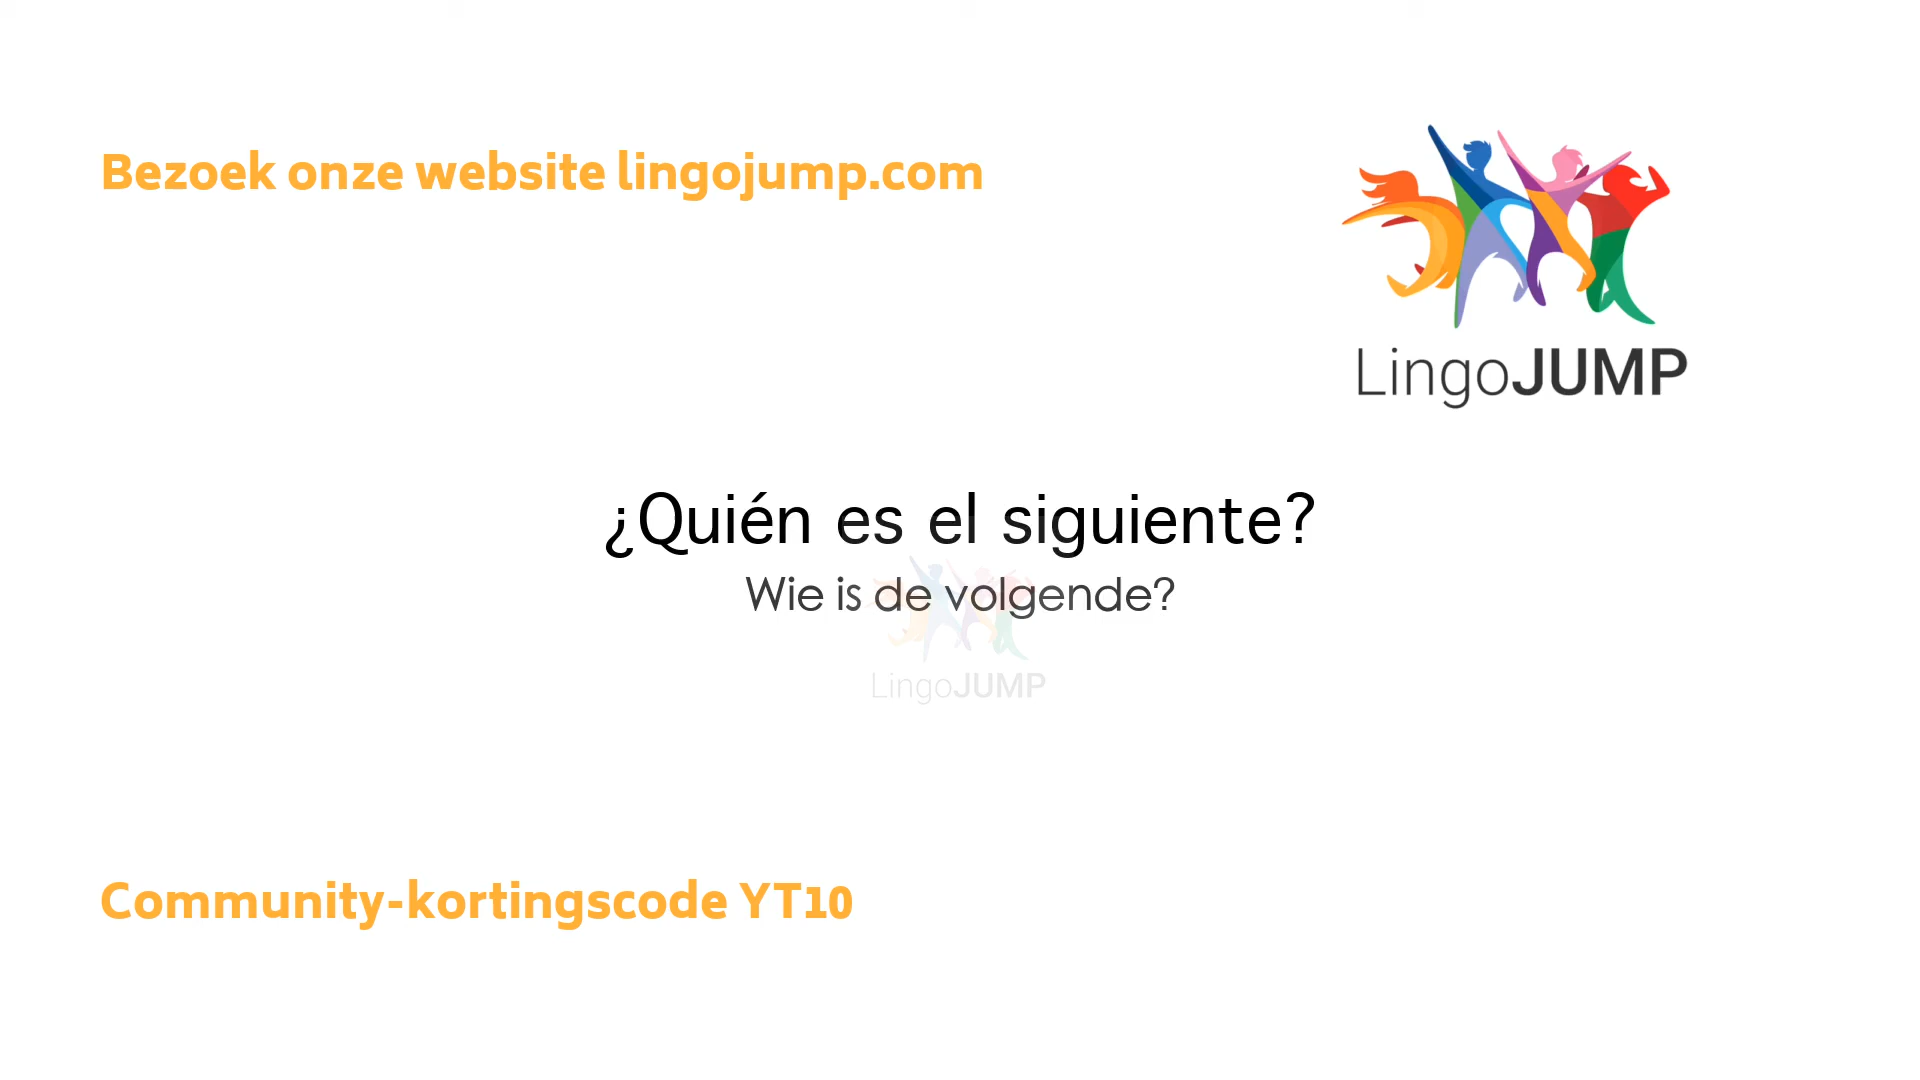 Bezoek onze website lingojump.com
LingoJUMP
¿Quién es el siguiente?
Wie is de volgende?
LingoJUMP
Community-kortingscode YT10